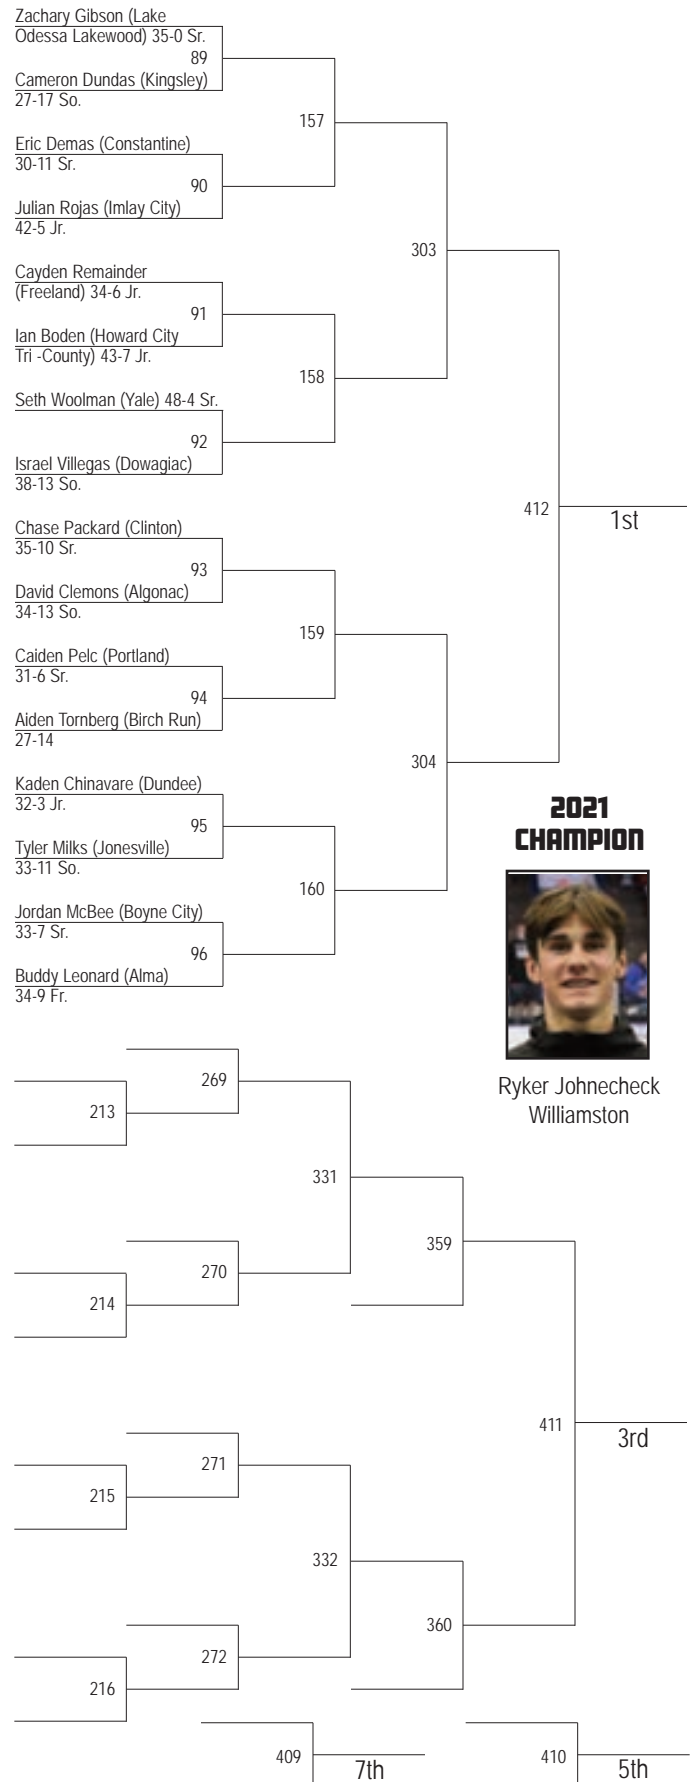 Zachary Gibson (Lake
Odessa Lakewood) 35-0 Sr.
89
Cameron Dundas (Kingsley)
27-17 So.
157
Eric Demas (Constantine)
30-11 Sr.
90
Julian Rojas (Imlay City)
42-5 Jr.
303
Cayden Remainder
(Freeland) 34-6 Jr.
91
Ian Boden (Howard City
Tri -County) 43-7 Jr.
158
Seth Woolman (Yale) 48-4 Sr.
92
Israel Villegas (Dowagiac)
38-13 So.
412
1st
Chase Packard (Clinton)
35-10 Sr.
93
David Clemons (Algonac)
34-13 So.
159
Caiden Pelc (Portland)
31-6 Sr.
94
Aiden Tornberg (Birch Run)
27-14
304
Kaden Chinavare (Dundee)
32-3 Jr.
95
Tyler Milks (Jonesville)
33-11 So.
160
Jordan McBee (Boyne City)
33-7 Sr.
96
Buddy Leonard (Alma)
34-9 Fr.
2021
CHAMPION
Ryker Johnecheck
Williamston
269
213
331
359
270
214
411
3rd
271
215
332
360
272
216
409
7th
410
5th